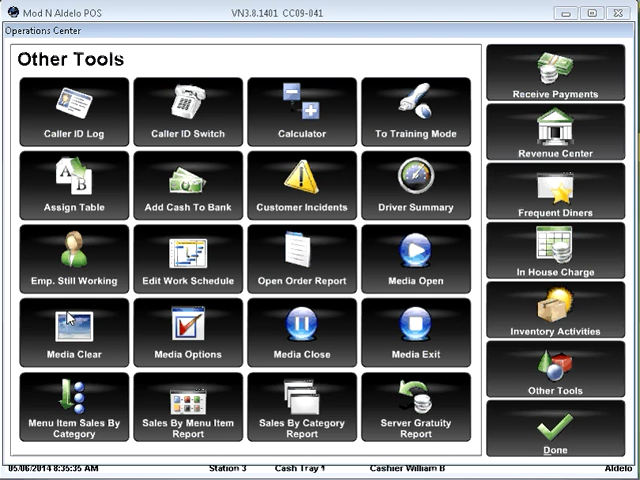 Mod N Aldelo POS VN3.8.1401 CC09-041
Operations Center
Other Tools
Caller ID Log
Caller ID Switch
Calculator
To Training Mode
Assign Table
Add Cash To Bank
Customer Incidents
Driver Summary
Emp. Still Working
Edit Work Schedule
Open Order Report
Media Open
Media Clear
Media Options
Media Close
Media Exit
Menu Item Sales By
Category
Sales By Menu Item
Report
Sales By Category
Report
Server Gratuity
Report
Receive Payments
Revenue Center
Frequent Diners
In House Charge
Inventory Activities
Other Tools
Done
05/06/2014 8:35:35 AM Station 3 Cash Tray 1 Cashier William B Aldelo